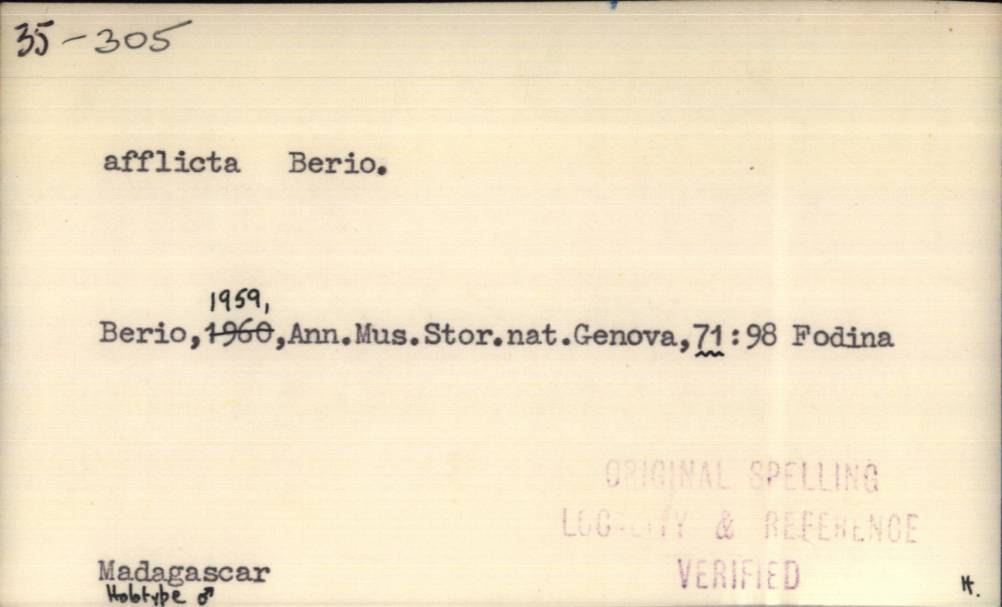 35-305
afflicta Berio.
1959,
Berio,1960,Ann.Mus.Stor.nat.Genova,71:98 Fodina
ORIGINAL SPELLING
LOCALITY & REFERENCE
VERIFIED
Madagascar
Holotype ♂
H.